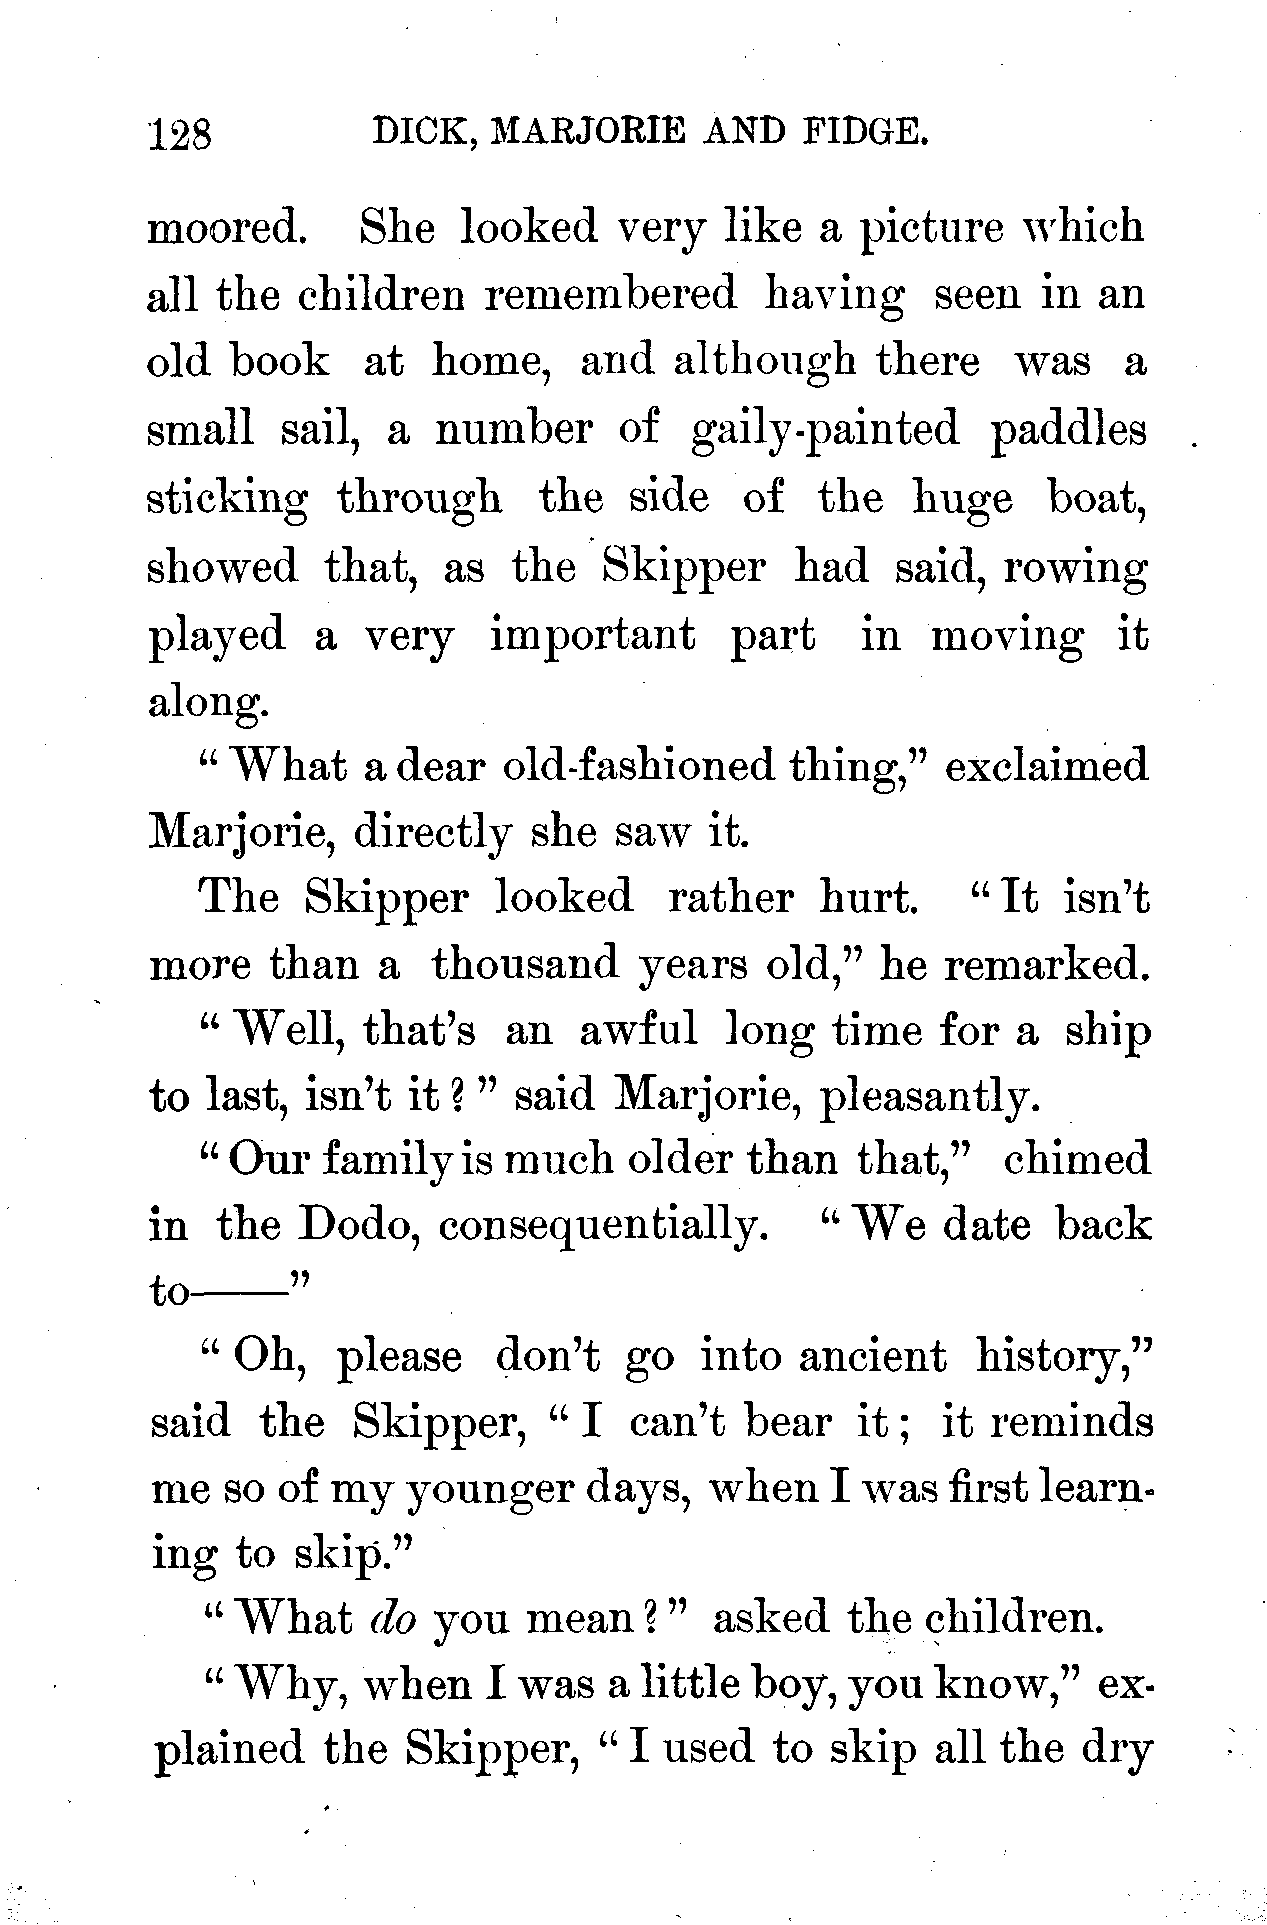 128 DICK, MARJORIE AND FIDGE.
moored. She looked very like a picture which
all the children remembered having seen in an
old book at home, and although there was a
small sail, a number of gaily-painted paddles
sticking through the side of the huge boat,
showed that, as the Skipper had said, rowing
played a very important part in moving it
along.
“ What a dear old-fashioned thing,” exclaimed
Marjorie, directly she saw it.
The Skipper looked rather hurt. “ It isn’t
more than a thousand years old,” he remarked.
“ Well, that’s an awful long time for a ship
to last, isn’t it ? ” said Marjorie, pleasantly.
“ Our family is much older than that,” chimed
in the Dodo, consequentially. “ We date back
to——”
“ Oh, please don’t go into ancient history,”
said the Skipper, “ I can’t bear it ; it reminds
me so of my younger days, when I was first learn-
ing to skip.”
“ What do you mean ? ” asked the children.
“ Why, when I was a little boy, you know,” ex-
plained the Skipper, “ I used to skip all the dry